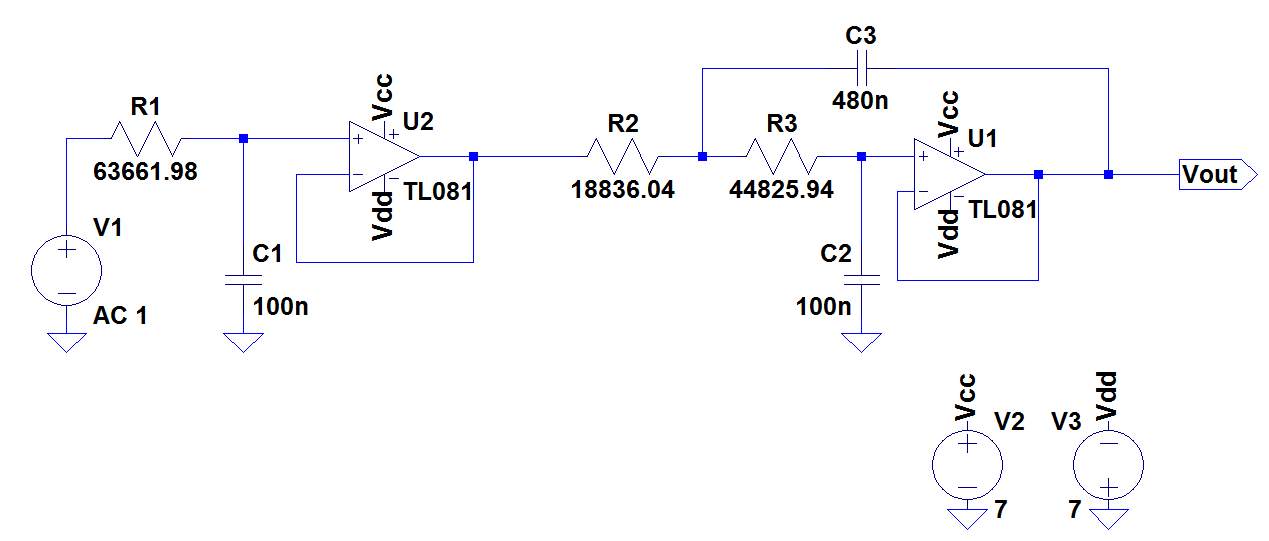 C3
480n
R1
63661.98
Vcc
U2
TL081
Vdd
R2
18836.04
R3
44825.94
Vcc
U1
TL081
Vdd
Vout
V1
AC 1
C1
100n
C2
100n
Vcc
V2
7
Vdd
V3
7